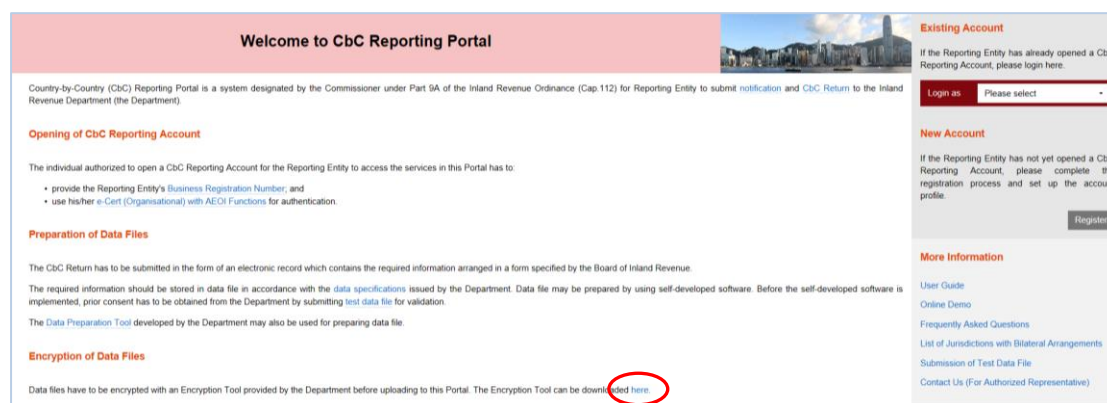 Welcome to CbC Reporting Portal
Country-by-Country (CbC) Reporting Portal is a system designated by the Commissioner under Part 9A of the Inland Revenue Ordinance (Cap.112) for Reporting Entity to submit notification and CbC Return to the Inland
Revenue Department (the Department).
Opening of CbC Reporting Account
The individual authorized to open a CbC Reporting Account for the Reporting Entity to access the services in this Portal has to:
• provide the Reporting Entity's Business Registration Number; and
• use his/her e-Cert (Organisational) with AEOI Functions for authentication.
Preparation of Data Files
The CbC Return has to be submitted in the form of an electronic record which contains the required information arranged in a form specified by the Board of Inland Revenue.
The required information should be stored in data file in accordance with the data specifications issued by the Department. Data file may be prepared by using self-developed software. Before the self-developed software is
implemented, prior consent has to be obtained from the Department by submitting test data file for validation.
The Data Preparation Tool developed by the Department may also be used for preparing data file.
Encryption of Data Files
Data files have to be encrypted with an Encryption Tool provided by the Department before uploading to this Portal. The Encryption Tool can be downloaded here.
Existing Account
If the Reporting Entity has already opened a Cb
Reporting Account, please login here.
Login as Please select
New Account
If the Reporting Entity has not yet opened a Cb
Reporting Account, please complete th
registration process and set up the accou
profile.
Register
More Information
User Guide
Online Demo
Frequently Asked Questions
List of Jurisdictions with Bilateral Arrangements
Submission of Test Data File
Contact Us (For Authorized Representative)